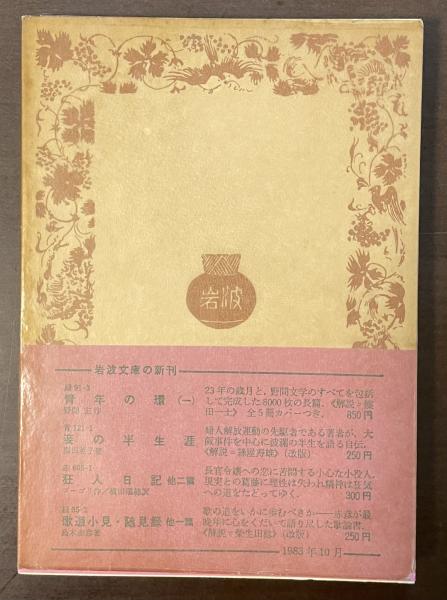 岩波
岩波文庫の新刊
緑91-3
青年の環(一)
野間 宏作
23年の歳月と、野間文学のすべてを包括
して完成した8000枚の長篇。《解説=篠
田一士》 全5冊カバーつき。 850円
青121-1
妾の半生涯
福田英子著
婦人解放運動の先駆者である著者が、大
阪事件を中心に波瀾の半生を語る自伝。
《解説=絲屋寿雄》(改版) 250円
赤605-1
狂人日記 他二篇
ゴーゴリ作/横田瑞穂訳
長官令嬢への恋に苦悶する小心な小役人。
現実との葛藤に理性は失われ精神は狂気
への道をたどってゆく。 300円
緑85-2
歌道小見・随見録 他一篇
島木赤彦著
歌の道をいかに歩むべきか――赤彦が最
晩年に心をくだいて語り尽した歌論書。
《解説=柴生田稔》(改版) 250円
1983年10月